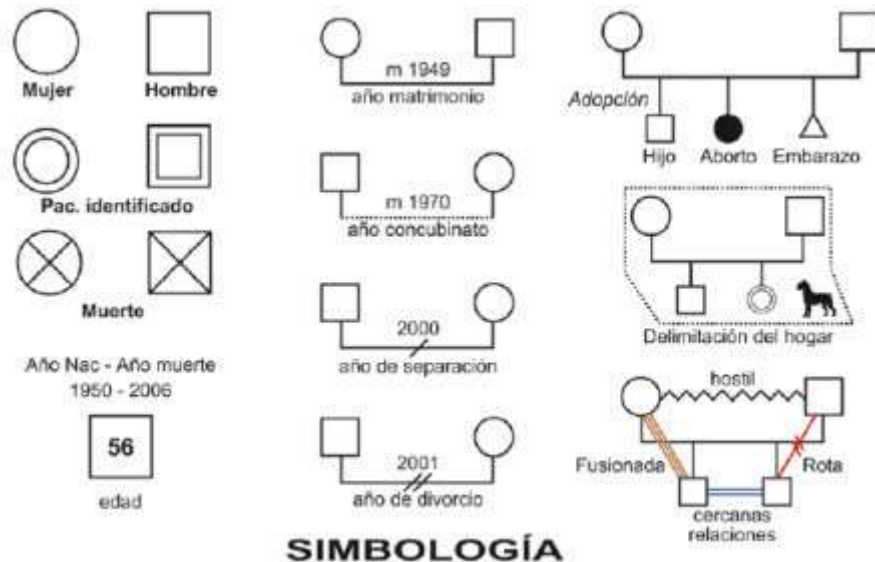 Mujer
Hombre
Pac. identificado
Muerte
Año Nac - Año muerte
1950 - 2006
56
edad
m 1949
año matrimonio
m 1970
año concubinato
2000
año de separación
2001
año de divorcio
Adopción
Hijo
Aborto
Embarazo
Delimitación del hogar
hostil
Fusionada
Rota
cercanas
relaciones
SIMBOLOGÍA